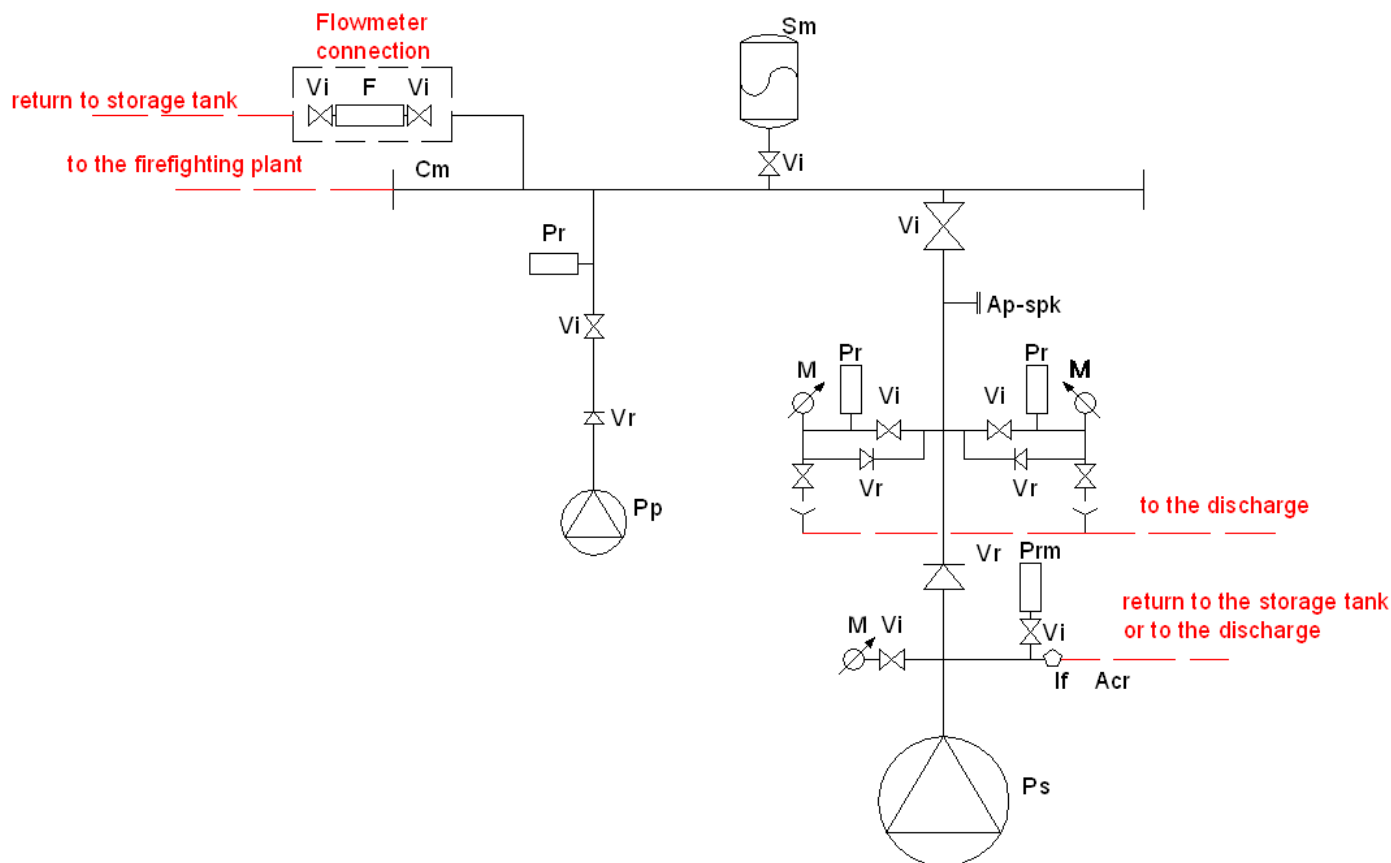 Flowmeter
connection
Sm
Vi F Vi
return to storage tank
to the firefighting plant
Cm
Vi
Vi
Pr
Ap-spk
Vi
Pr Pr
M M
Vi Vi
Vr
Vr Vr
Pp
to the discharge
Vr Prm
return to the storage tank
or to the discharge
M Vi Vi
If Acr
Ps